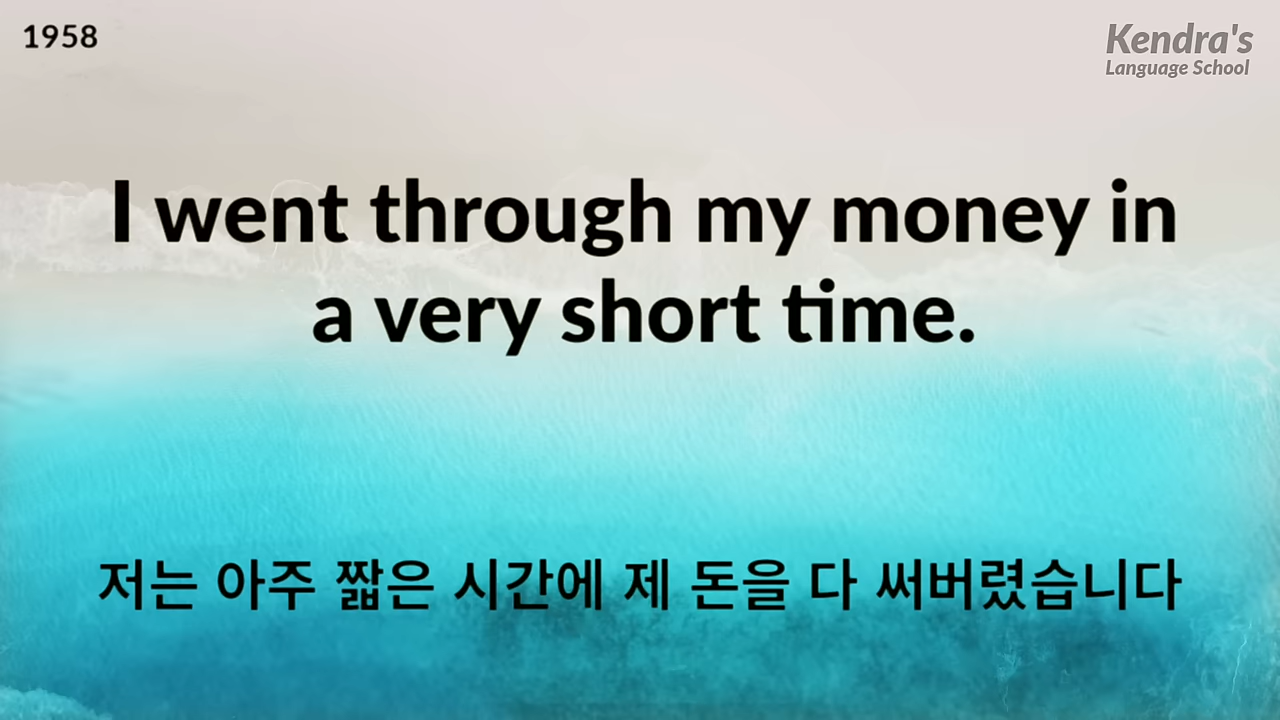 1958
Kendra's
Language School
I went through my money in
a very short time.
저는 아주 짧은 시간에 제 돈을 다 써버렸습니다